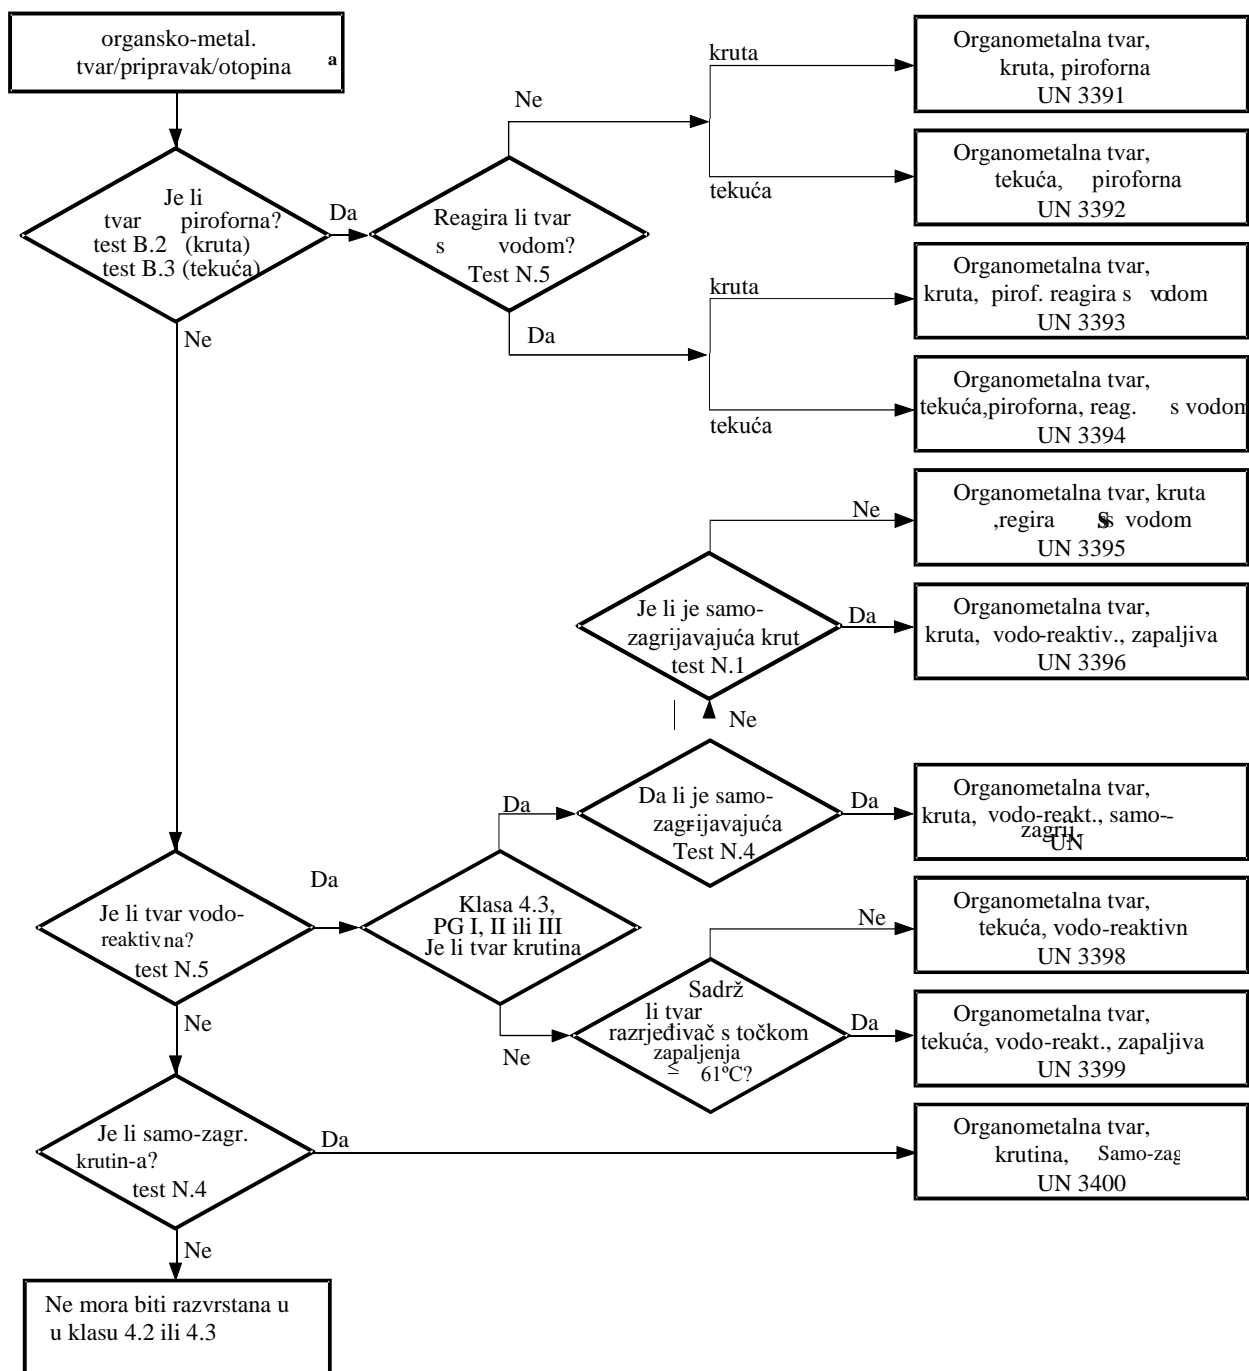 organsko-metal.
tvar/pripravak/otopina a
Je li
tvar piroforna?
test B.2 (kruta)
test B.3 (tekuća)
Da
Ne
Reagira li tvar
s vodom?
Test N.5
Ne
Da
kruta
tekuća
kruta
tekuća
Organometalna tvar,
kruta, piroforna
UN 3391
Organometalna tvar,
tekuća, piroforna
UN 3392
Organometalna tvar,
kruta, pirof. reagira s vodom
UN 3393
Organometalna tvar,
tekuća,piroforna, reag. s vodom
UN 3394
Ne
Organometalna tvar, kruta
,regira s vodom
UN 3395
Je li je samo-
zagrijavajuća krut
test N.1
Da
Organometalna tvar,
kruta, vodo-reaktiv., zapaljiva
UN 3396
Ne
Da li je samo-
zagrijavajuća
Test N.4
Da
Organometalna tvar,
kruta, vodo-reakt., samo--
zagrij.
UN
Je li tvar vodo-
reaktivna?
test N.5
Da
Klasa 4.3,
PG I, II ili III
Je li tvar krutina
Da
Ne
Ne
Organometalna tvar,
tekuća, vodo-reaktivn
UN 3398
Sadrž
li tvar
razrjeđivač s točkom
zapaljenja
≤ 61ºC?
Da
Organometalna tvar,
tekuća, vodo-reakt., zapaljiva
UN 3399
Ne
Je li samo-zagr.
krutin-a?
test N.4
Da
Organometalna tvar,
krutina, Samo-zag
UN 3400
Ne
Ne mora biti razvrstana u
u klasu 4.2 ili 4.3